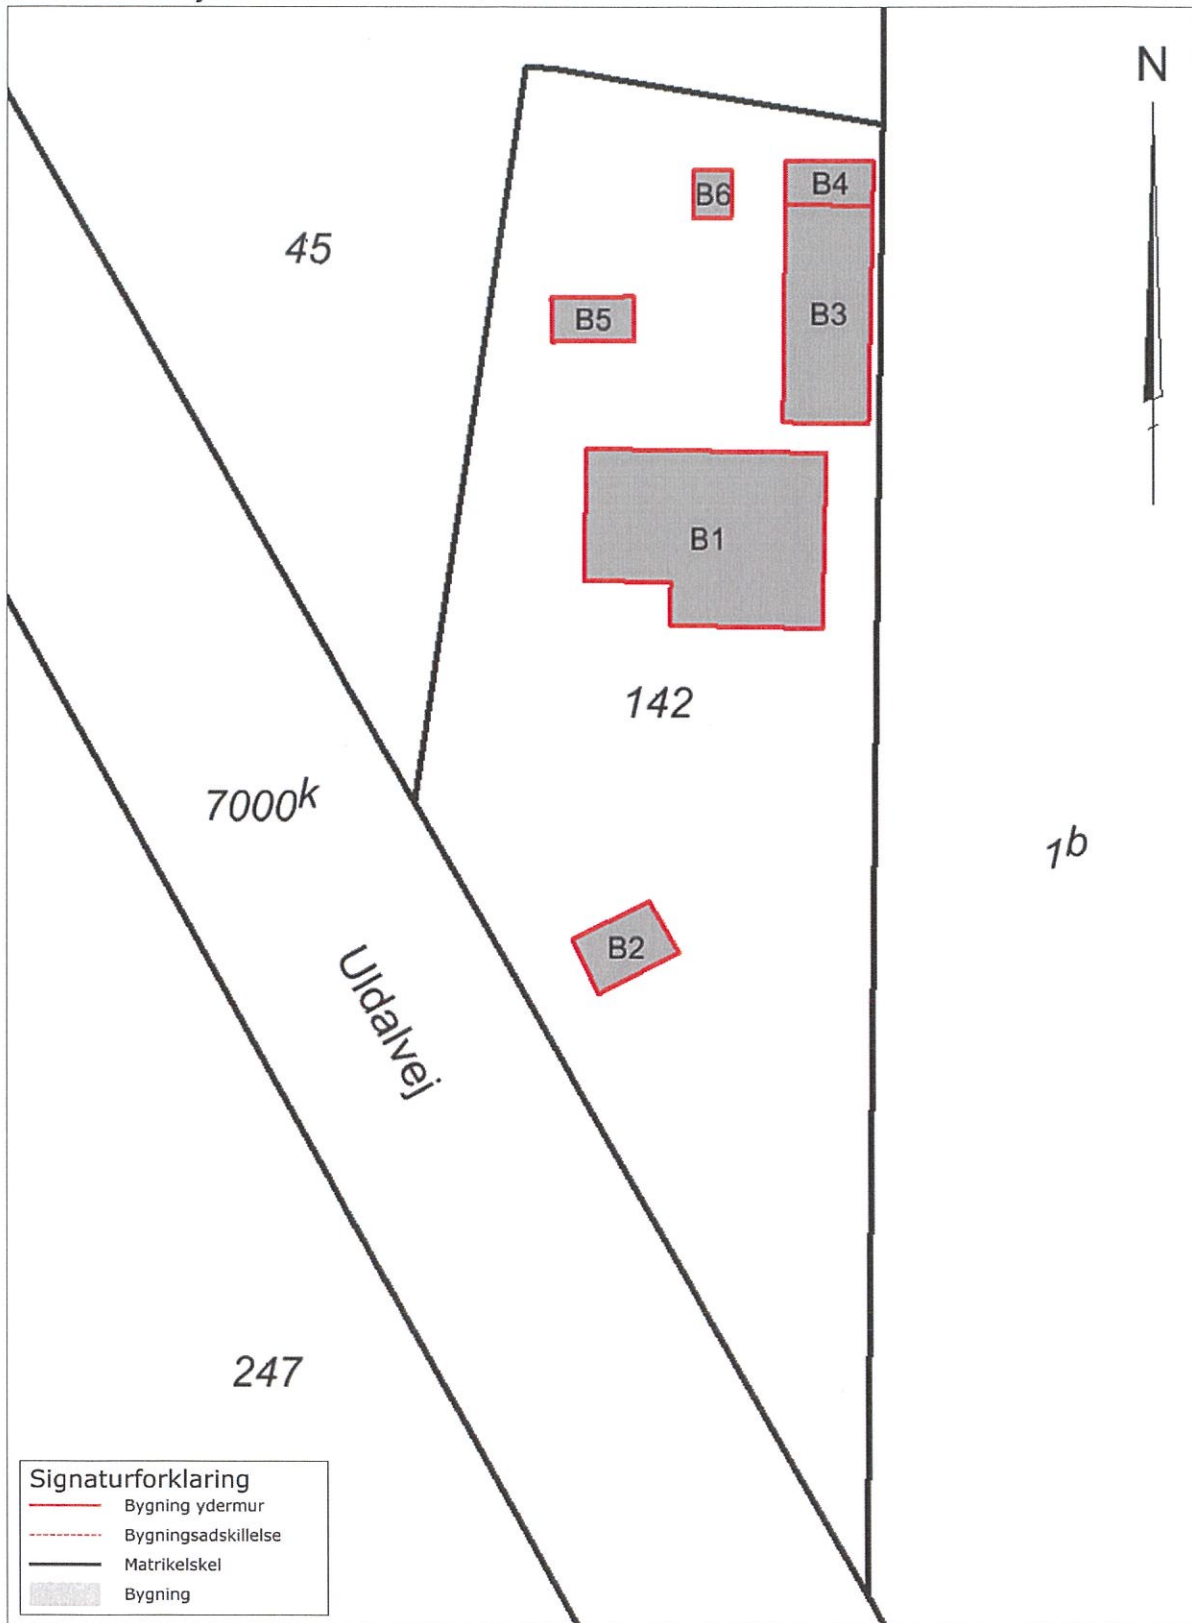 N
B6
B4
45
B5
B3
B1
142
7000k
1b
B2
Uldalvej
247
Signaturforklaring
Bygning ydermur
Bygningsadskillelse
Matrikelskel
Bygning